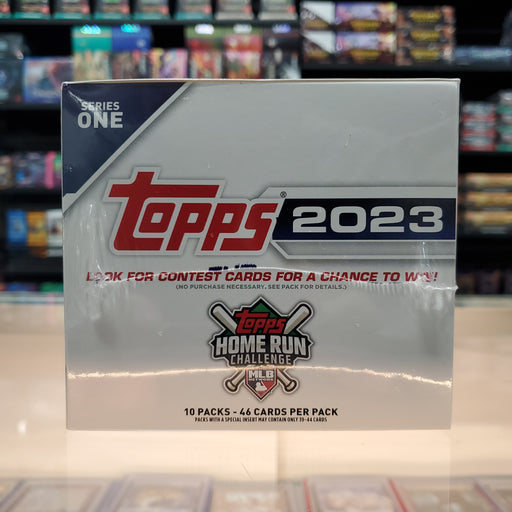 SERIES
ONE
Topps® 2023
LOOK FOR CONTEST CARDS FOR A CHANCE TO WIN!
(NO PURCHASE NECESSARY. SEE PACK FOR DETAILS.)
Topps
HOME RUN
CHALLENGE
MLB
10 PACKS - 46 CARDS PER PACK
PACKS WITH A SPECIAL INSERT MAY CONTAIN ONLY 19-44 CARDS